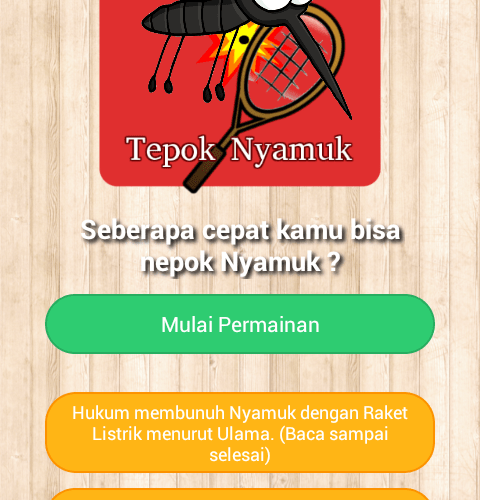 Tepok Nyamuk
Seberapa cepat kamu bisa
nepok Nyamuk ?
Mulai Permainan
Hukum membunuh Nyamuk dengan Raket
Listrik menurut Ulama. (Baca sampai
selesai)